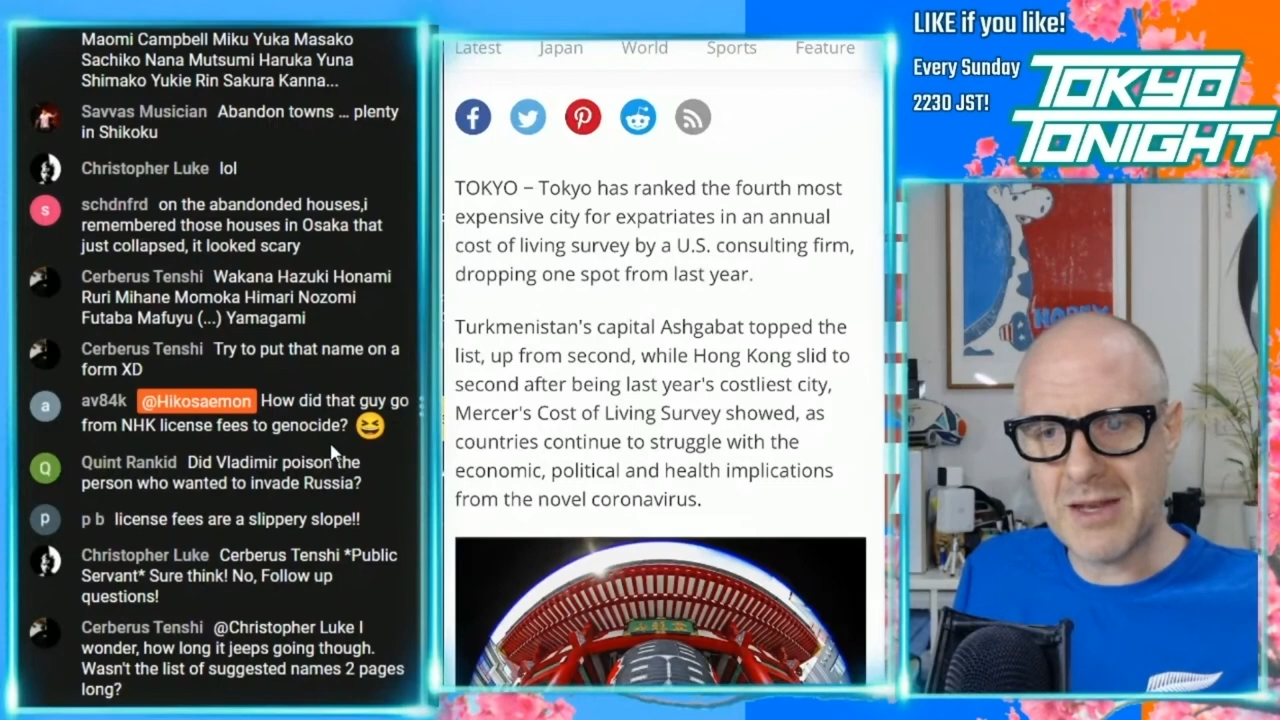 Maomi Campbell Miku Yuka Masako
Sachiko Nana Mutsumi Haruka Yuna
Shimako Yukie Rin Sakura Kanna...
Savvas Musician Abandon towns ... plenty
in Shikoku
Christopher Luke lol
s
schdnfrd on the abandonded houses,i
remembered those houses in Osaka that
just collapsed, it looked scary
Cerberus Tenshi Wakana Hazuki Honami
Ruri Mihane Momoka Himari Nozomi
Futaba Mafuyu (...) Yamagami
Cerberus Tenshi Try to put that name on a
form XD
a
av84k @Hikosaemon How did that guy go
from NHK license fees to genocide? 😆
Q
Quint Rankid Did Vladimir poison the
person who wanted to invade Russia?
p
p b license fees are a slippery slope!!
Christopher Luke Cerberus Tenshi *Public
Servant* Sure think! No, Follow up
questions!
Cerberus Tenshi @Christopher Luke I
wonder, how long it jeeps going though.
Wasn't the list of suggested names 2 pages
long?
Latest Japan World Sports Feature
TOKYO – Tokyo has ranked the fourth most
expensive city for expatriates in an annual
cost of living survey by a U.S. consulting firm,
dropping one spot from last year.
Turkmenistan's capital Ashgabat topped the
list, up from second, while Hong Kong slid to
second after being last year's costliest city,
Mercer's Cost of Living Survey showed, as
countries continue to struggle with the
economic, political and health implications
from the novel coronavirus.
LIKE if you like!
Every Sunday
2230 JST!
TOKYO
TONIGHT